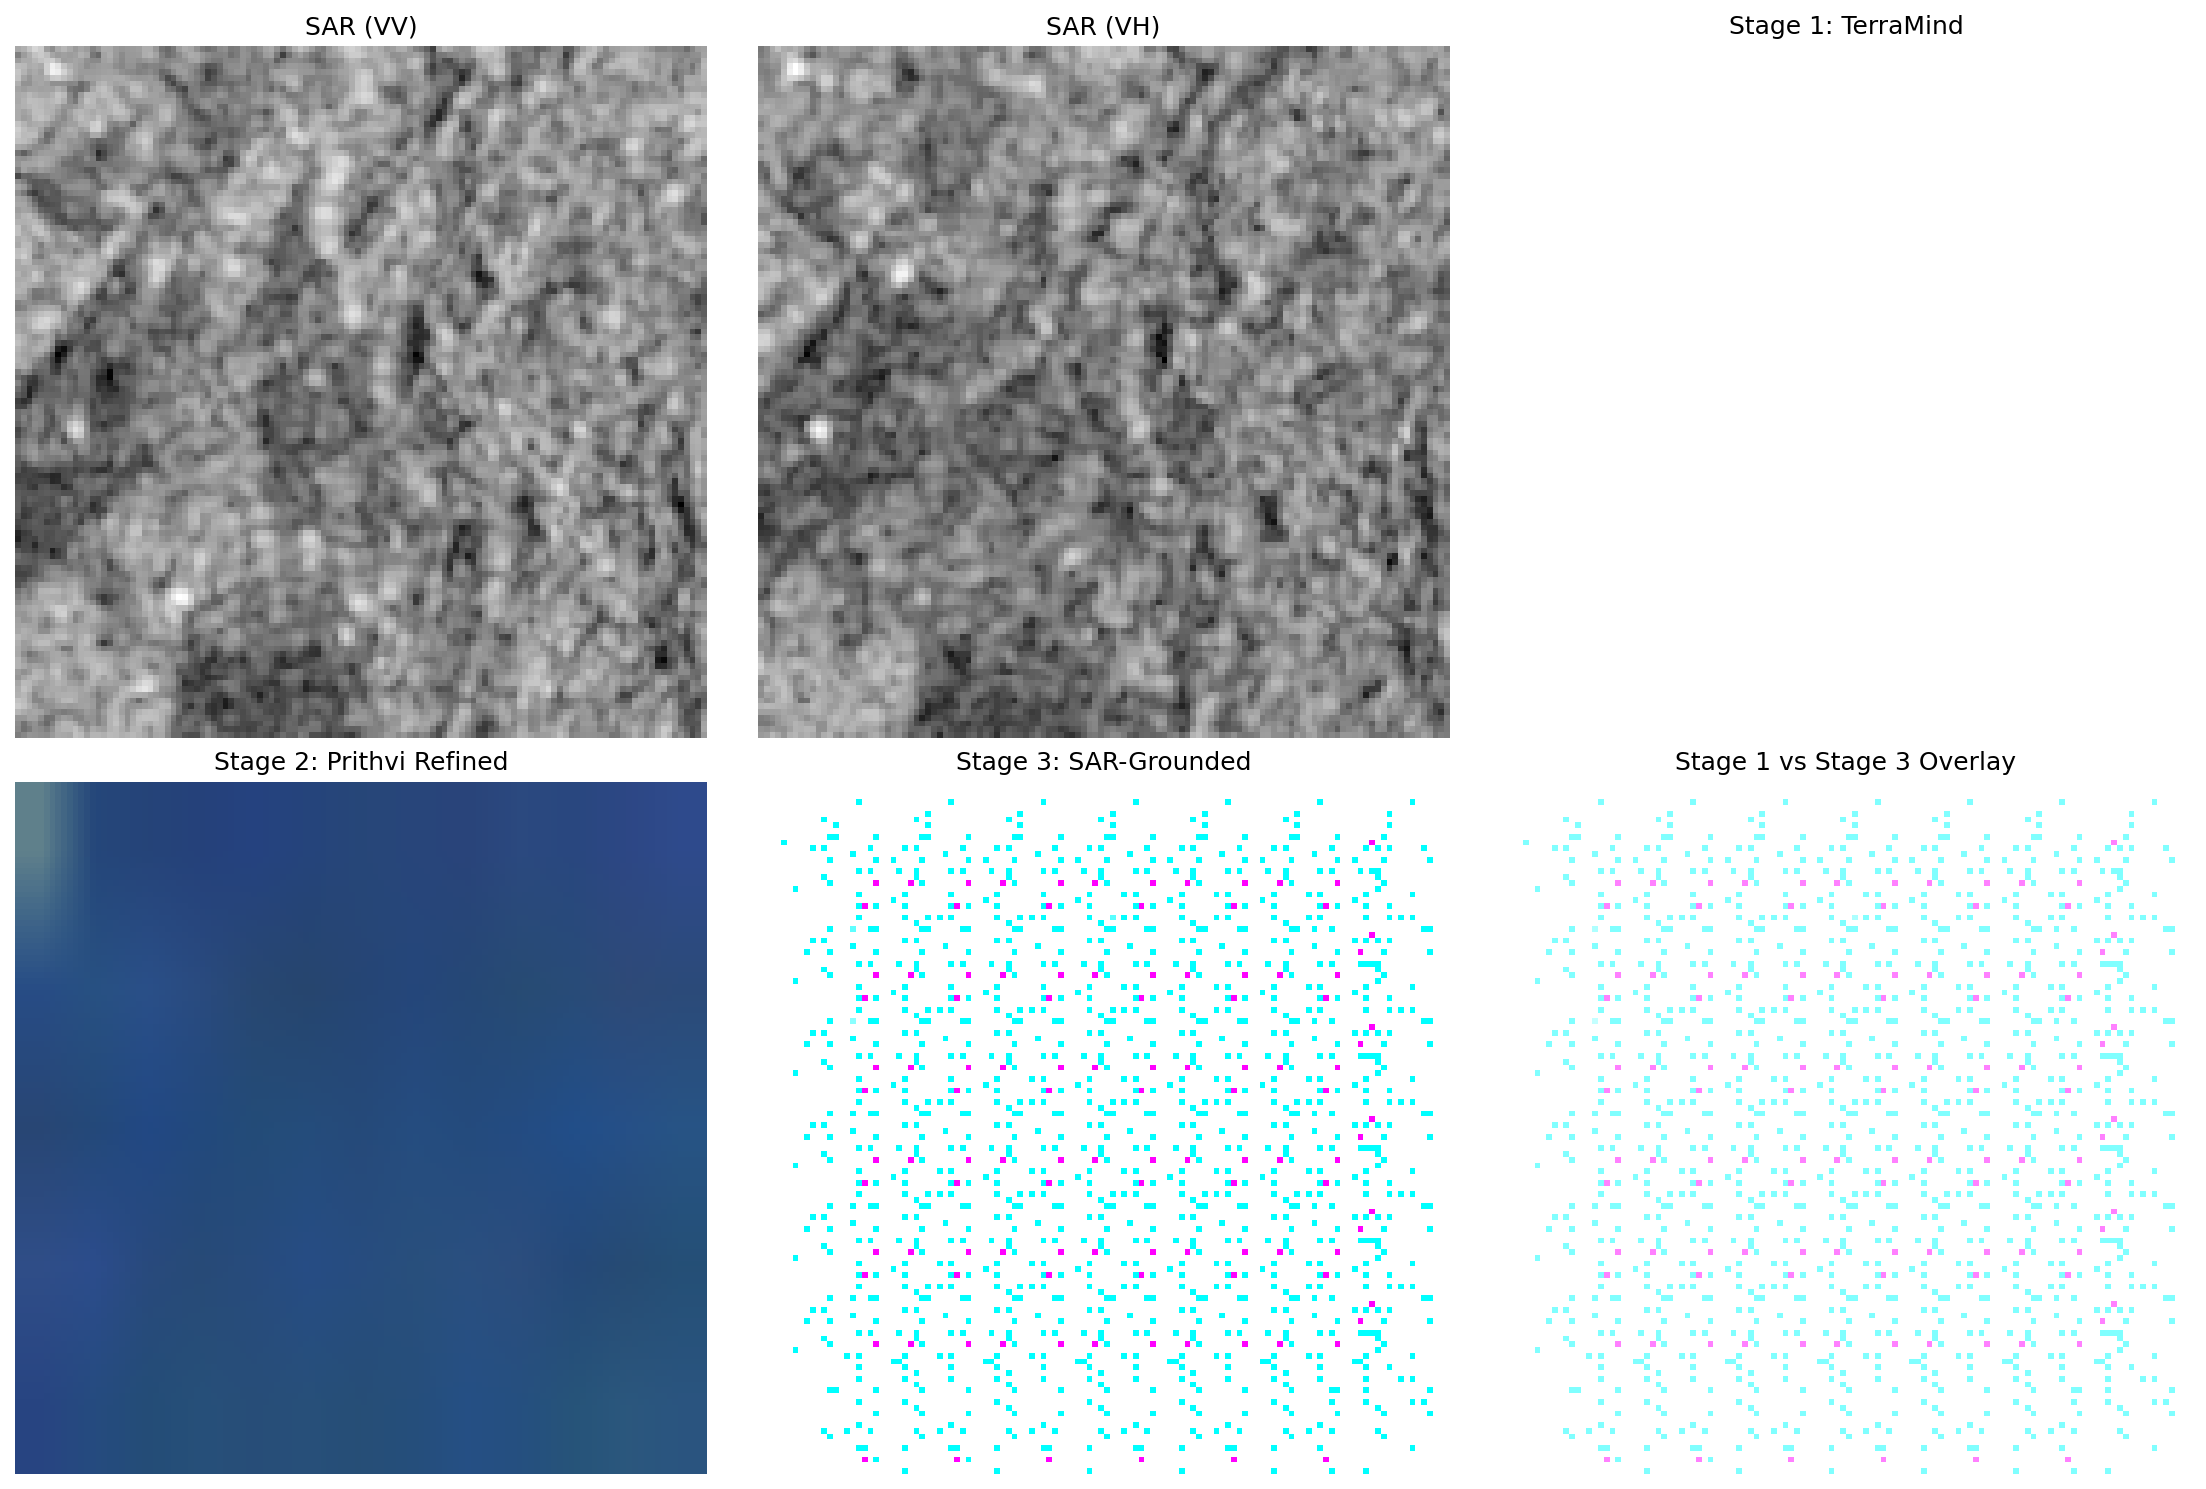 SAR (VV)
SAR (VH)
Stage 1: TerraMind
Stage 2: Prithvi Refined
Stage 3: SAR-Grounded
Stage 1 vs Stage 3 Overlay